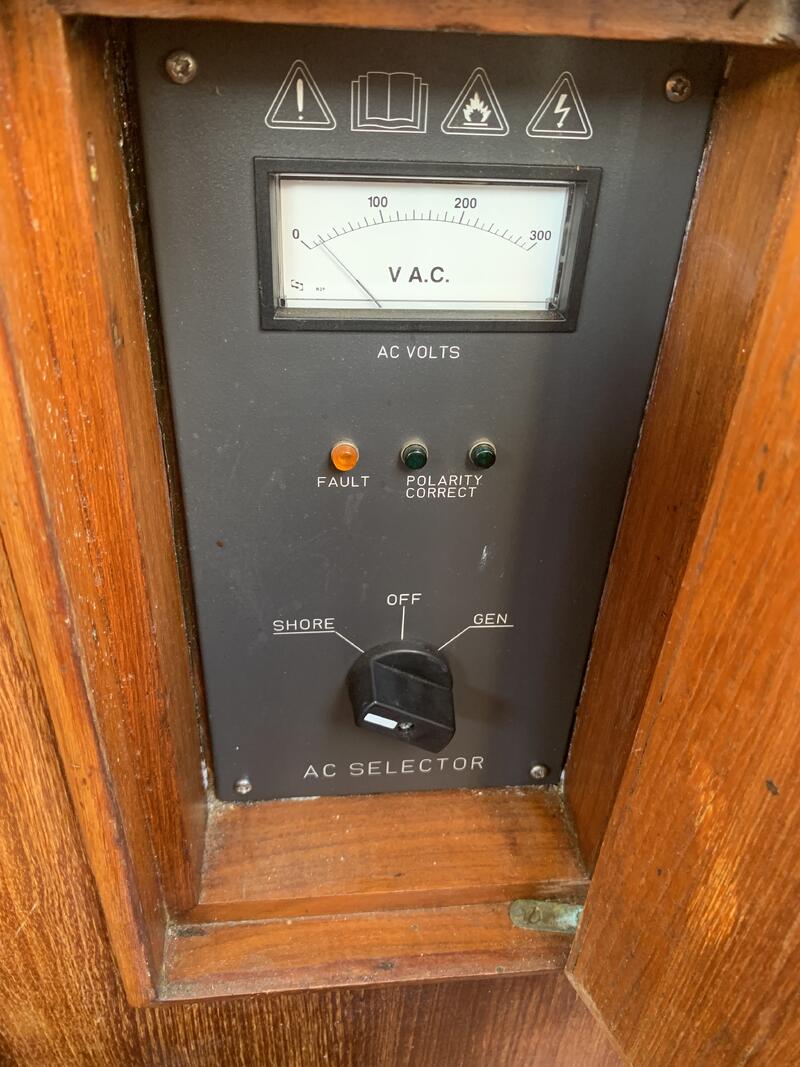 100 200
0 300
V A.C.
AC VOLTS
FAULT
POLARITY
CORRECT
OFF
SHORE
GEN
AC SELECTOR